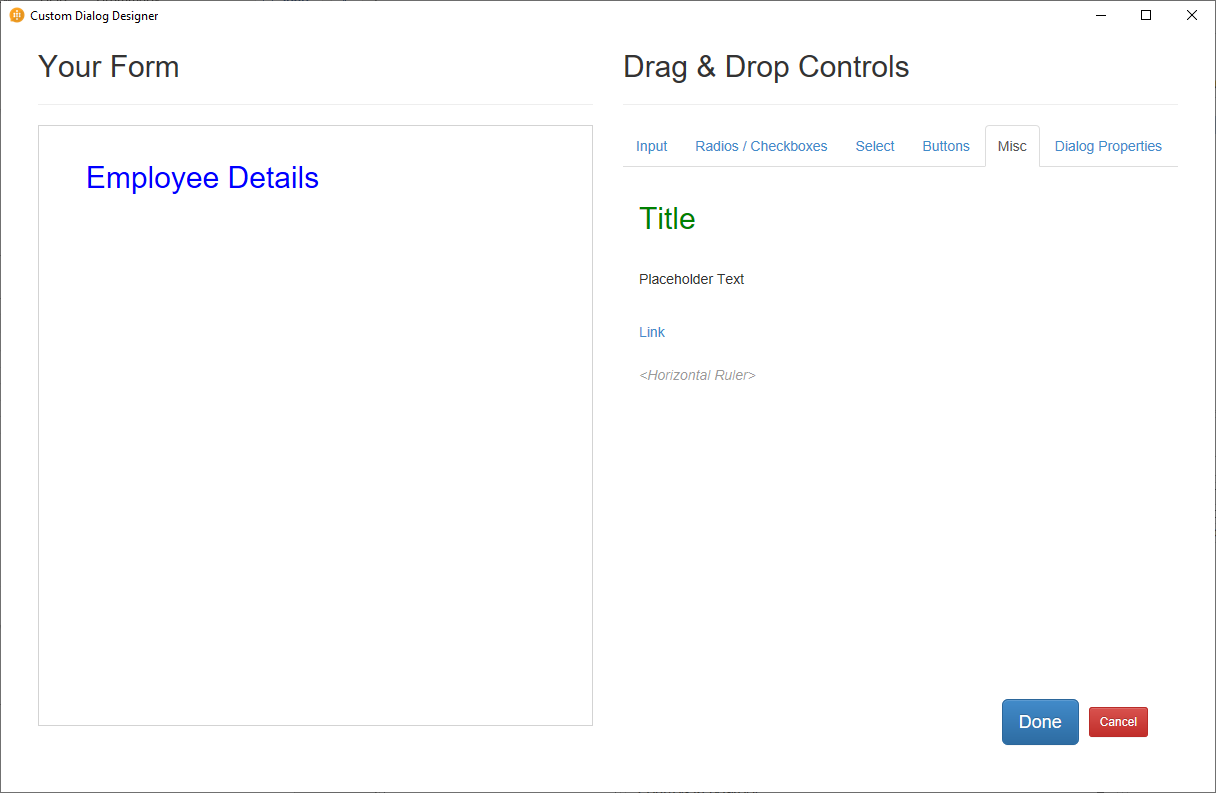 Custom Dialog Designer
Your Form
Employee Details
Drag & Drop Controls
Input Radios / Checkboxes Select Buttons Misc Dialog Properties
Title
Placeholder Text
Link
<Horizontal Ruler>
Done Cancel